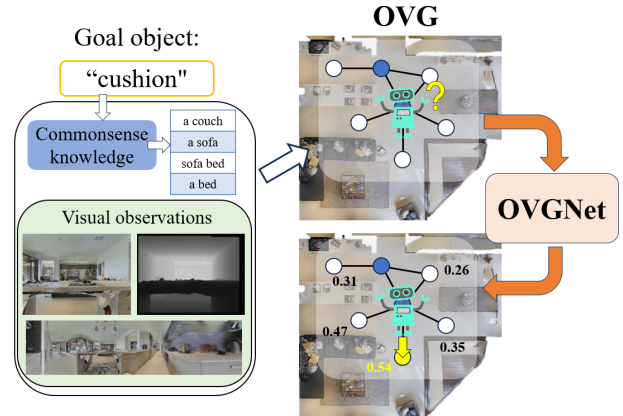 Goal object:
“cushion"
Commonsense
knowledge
a couch
a sofa
sofa bed
a bed
Visual observations
OVG
?
OVGNet
0.31
0.26
0.47
0.35
0.54